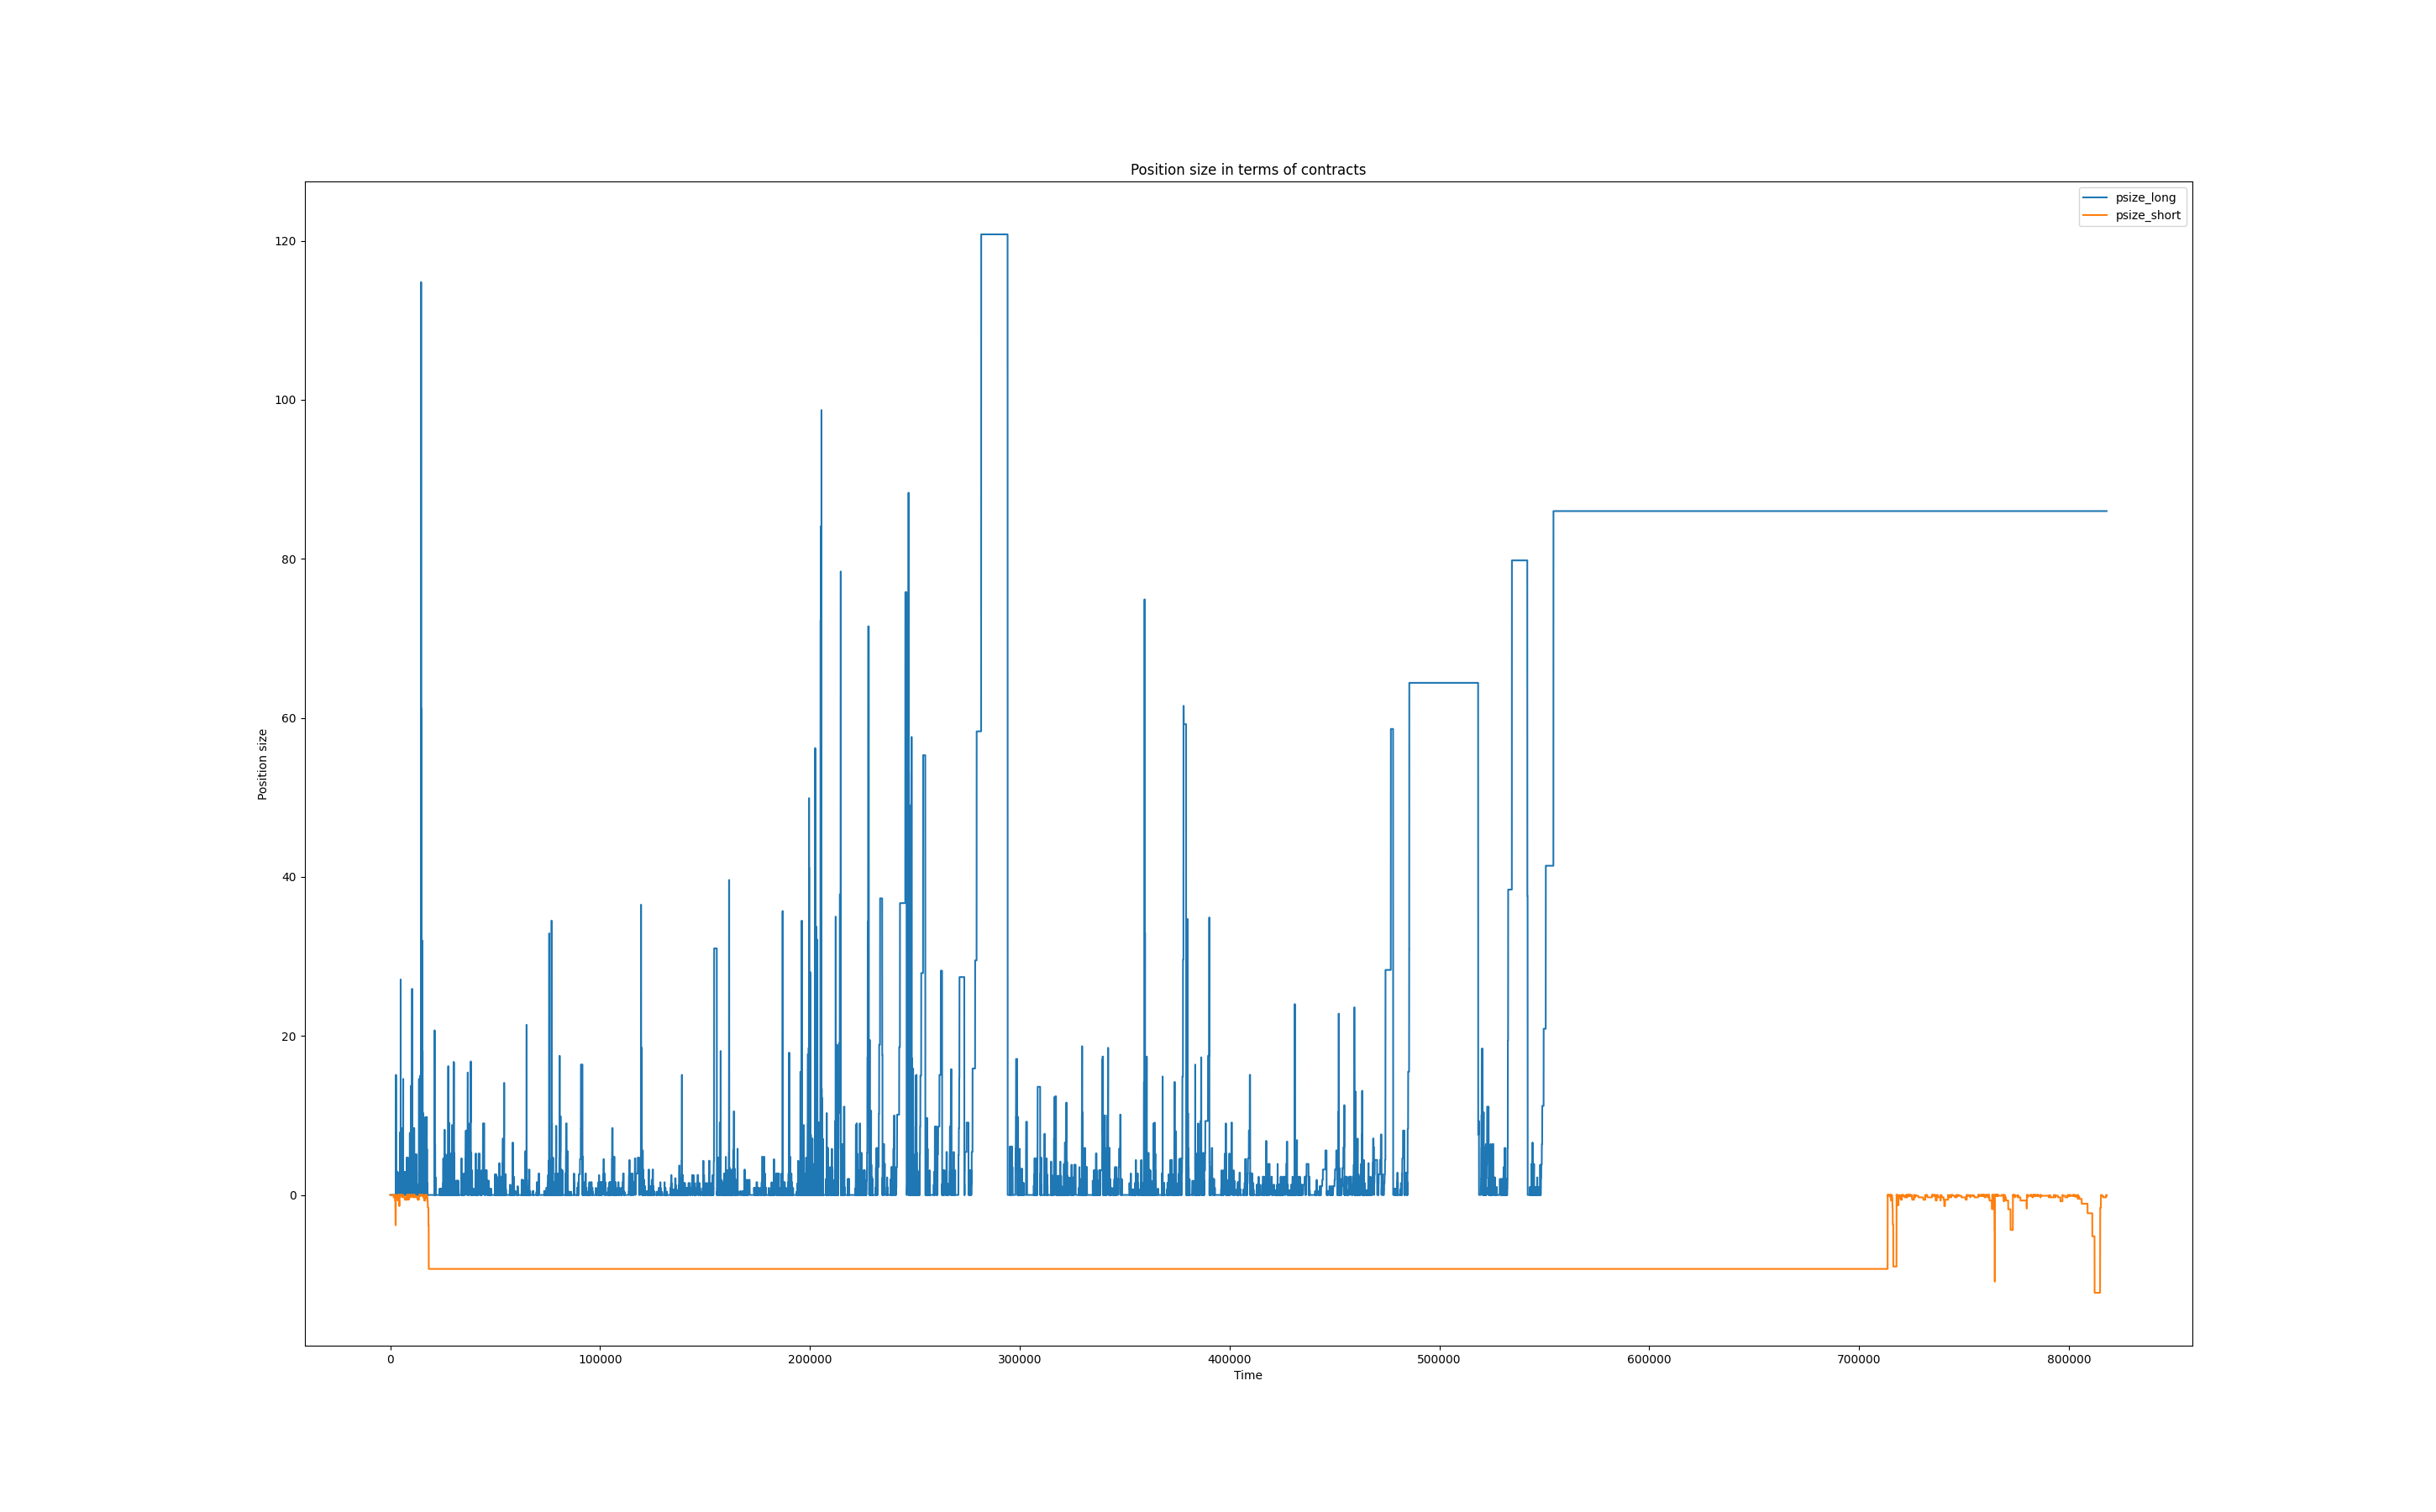 Position size in terms of contracts
psize_long
psize_short
120
100
80
60
40
20
0
Position size
0 100000 200000 300000 400000 500000 600000 700000 800000
Time